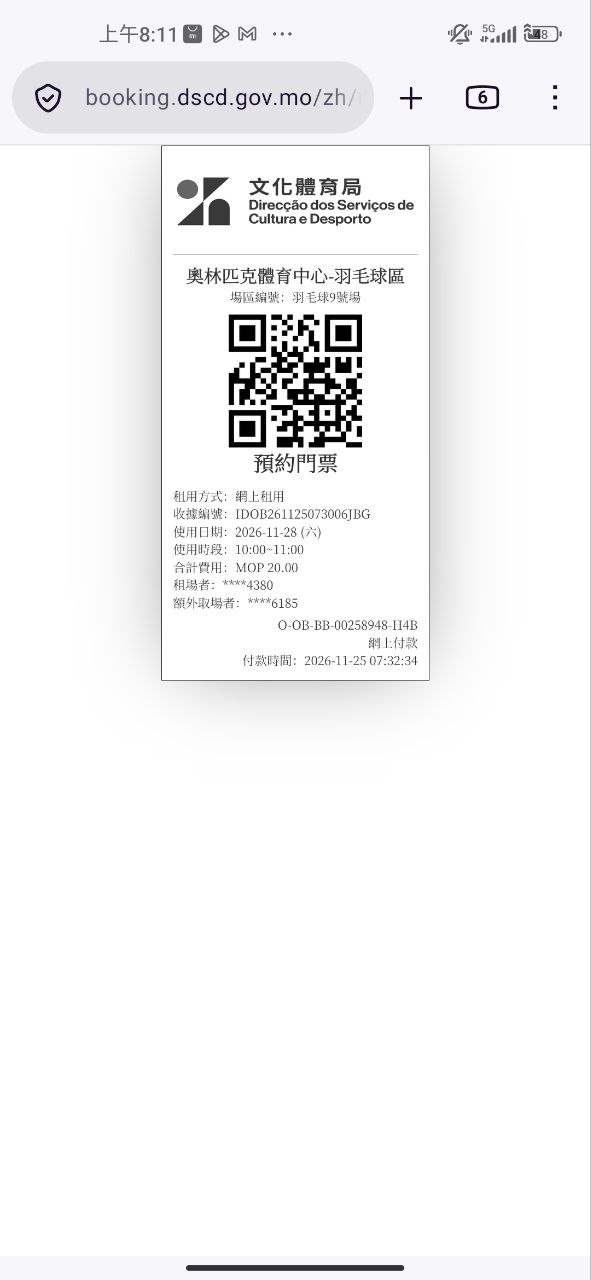 上午8:11
5G
48
booking.dscd.gov.mo/zh/
6
文化體育局
Direcção dos Serviços de
Cultura e Desporto
奧林匹克體育中心-羽毛球區
場區編號：羽毛球9號場
預約門票
租用方式：網上租用
收據編號：IDOB261125073006JBG
使用日期：2026-11-28 (六)
使用時段：10:00~11:00
合計費用：MOP 20.00
租場者：****4380
額外取場者：****6185
O-OB-BB-00258948-H4B
網上付款
付款時間：2026-11-25 07:32:34